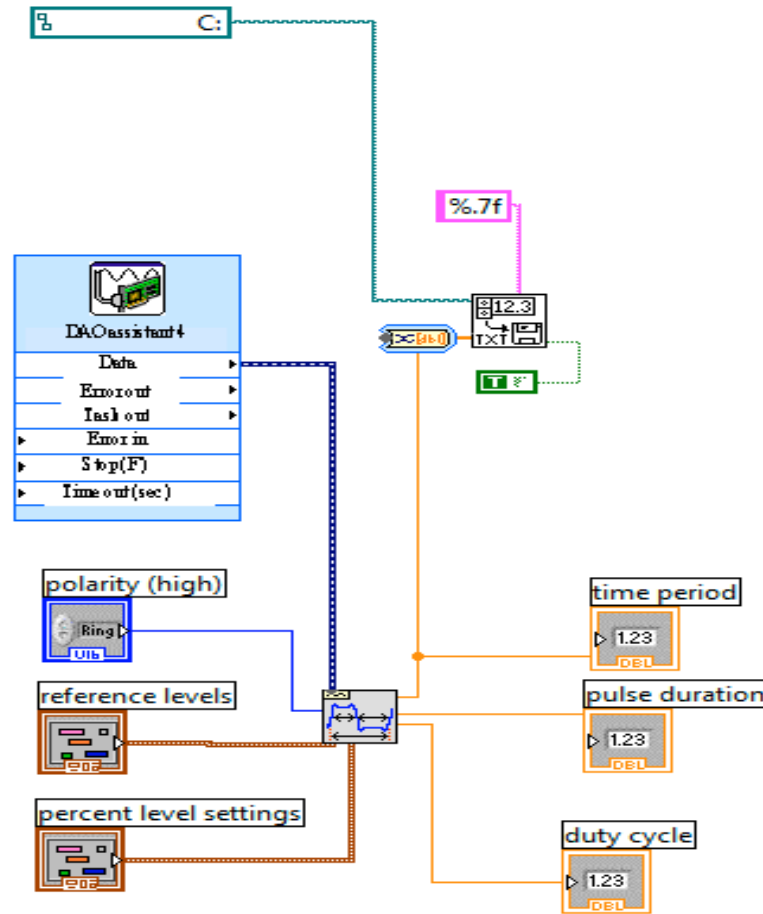 C:
%.7f
12.3
TXT
DAQassistant4
Data
Error out
Task out
Error in
Stop(F)
Timeout(sec)
T
polarity (high)
Ring
U16
time period
1.23
DBL
reference levels
pulse duration
1.23
DBL
percent level settings
duty cycle
1.23
DBL